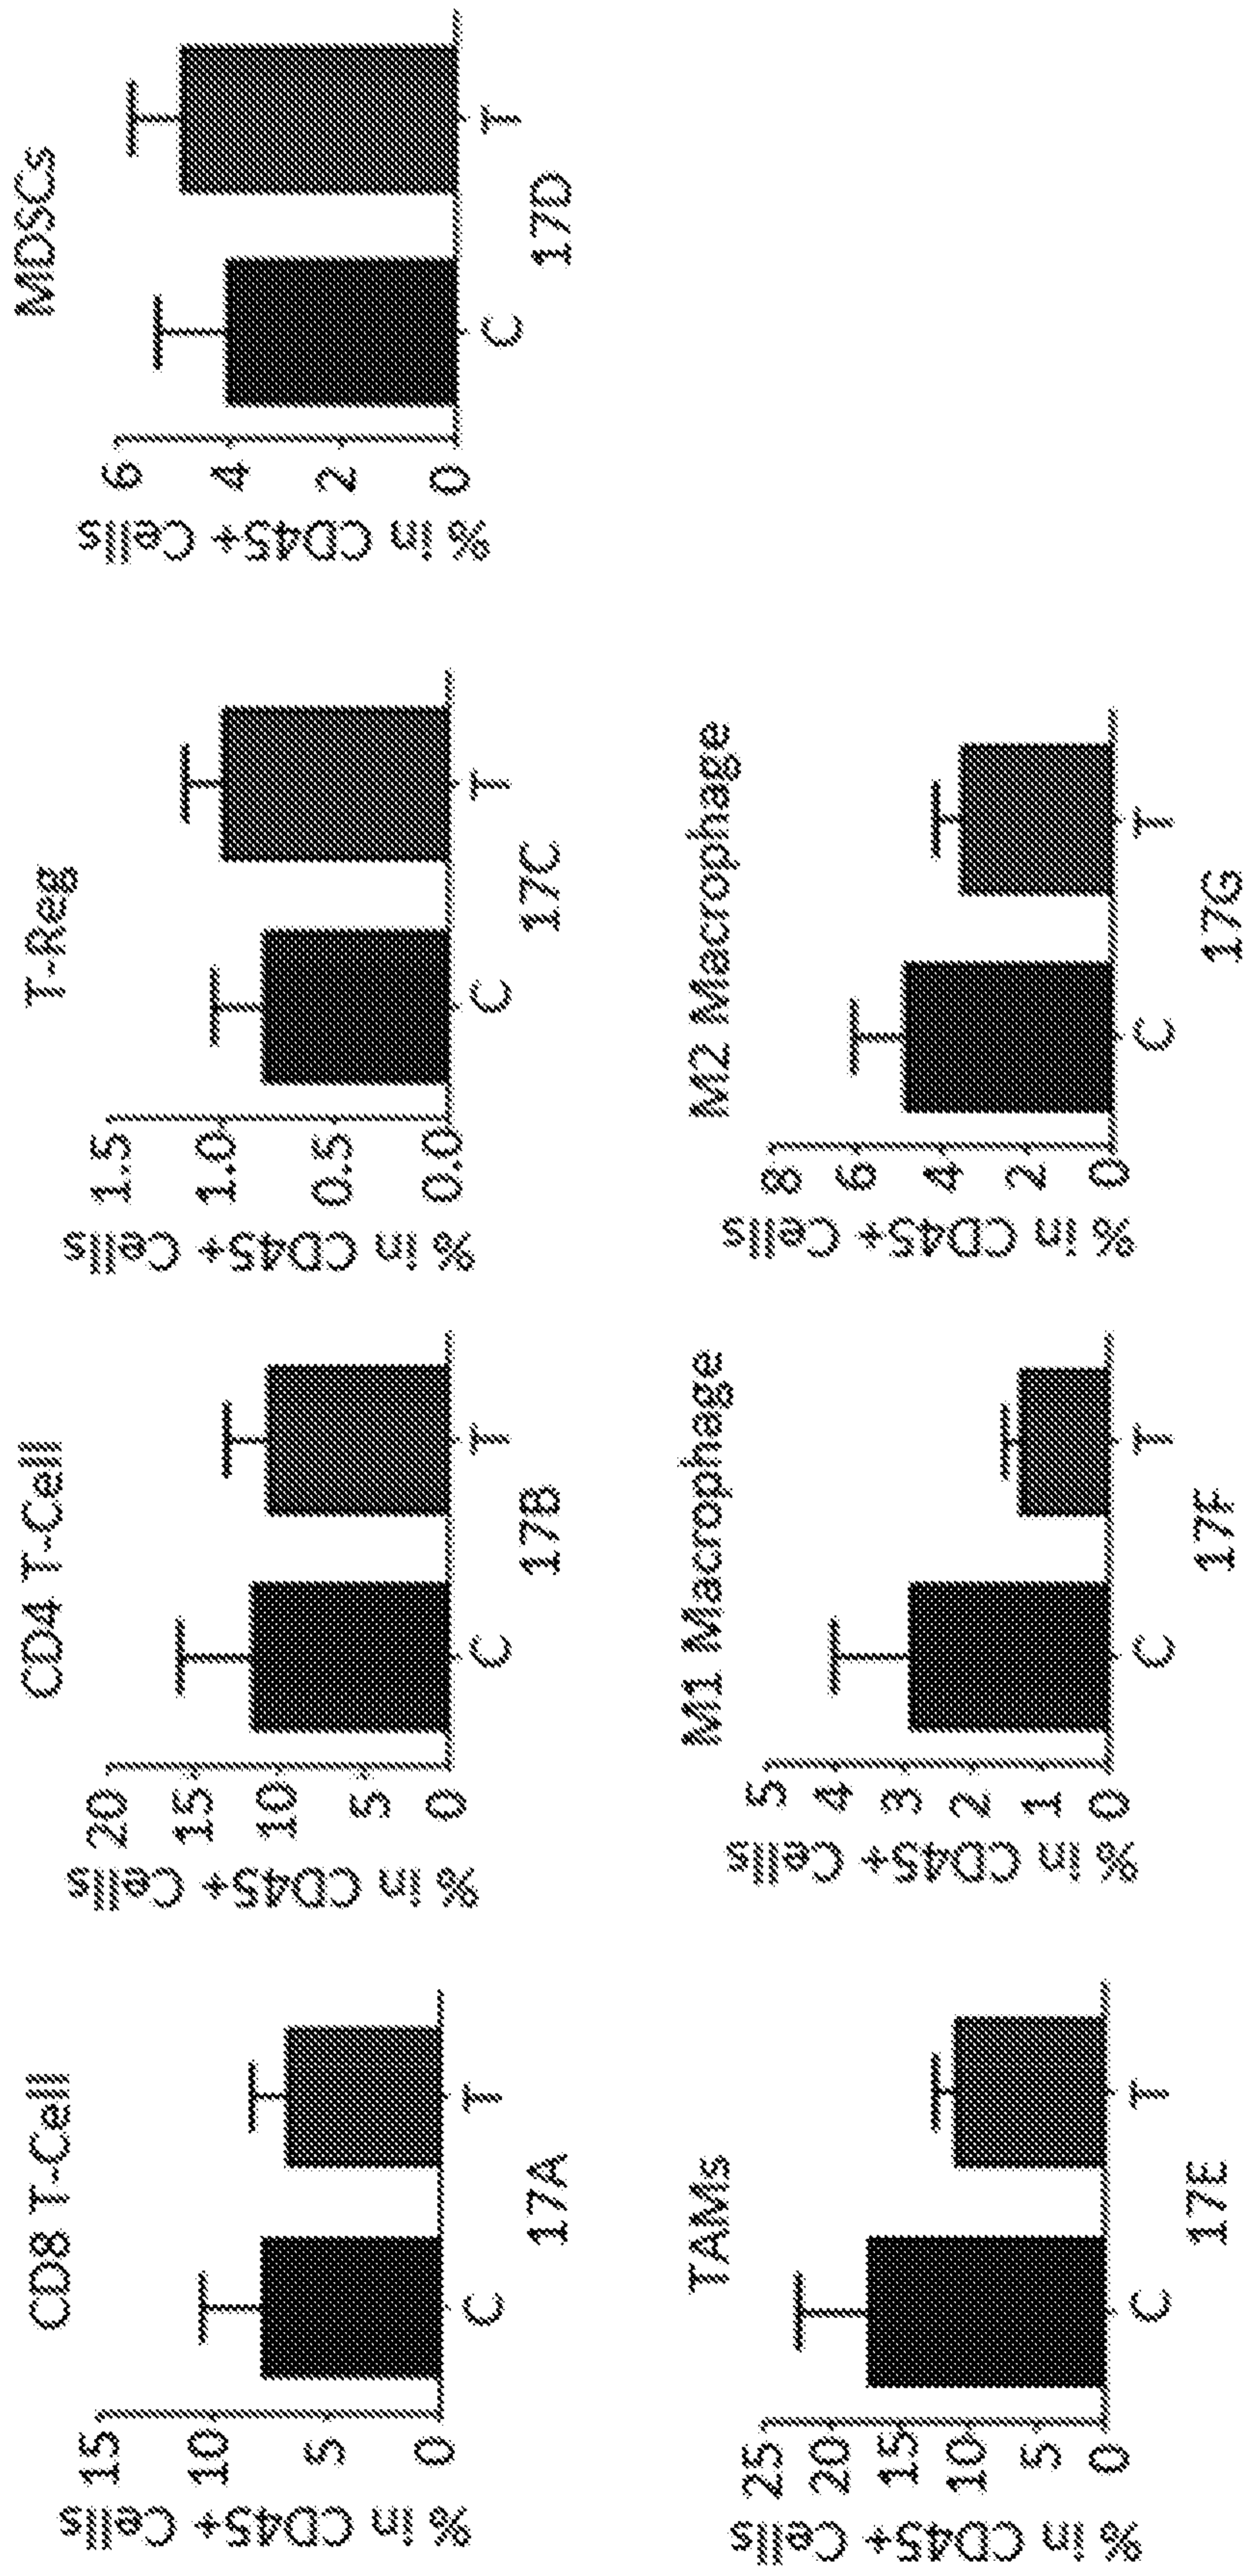 CD8 T-Cell
% in CD45+ Cells
15
10
5
0
C
T
17A
CD4 T-Cell
% in CD45+ Cells
20
15
10
5
0
C
T
17B
T-Reg
% in CD45+ Cells
1.5
1.0
0.5
0.0
C
T
17C
MDSCs
% in CD45+ Cells
6
4
2
0
C
T
17D
TAMs
% in CD45+ Cells
25
20
15
10
5
0
C
T
17E
M1 Macrophage
% in CD45+ Cells
5
4
3
2
1
0
C
T
17F
M2 Macrophage
% in CD45+ Cells
8
6
4
2
0
C
T
17G